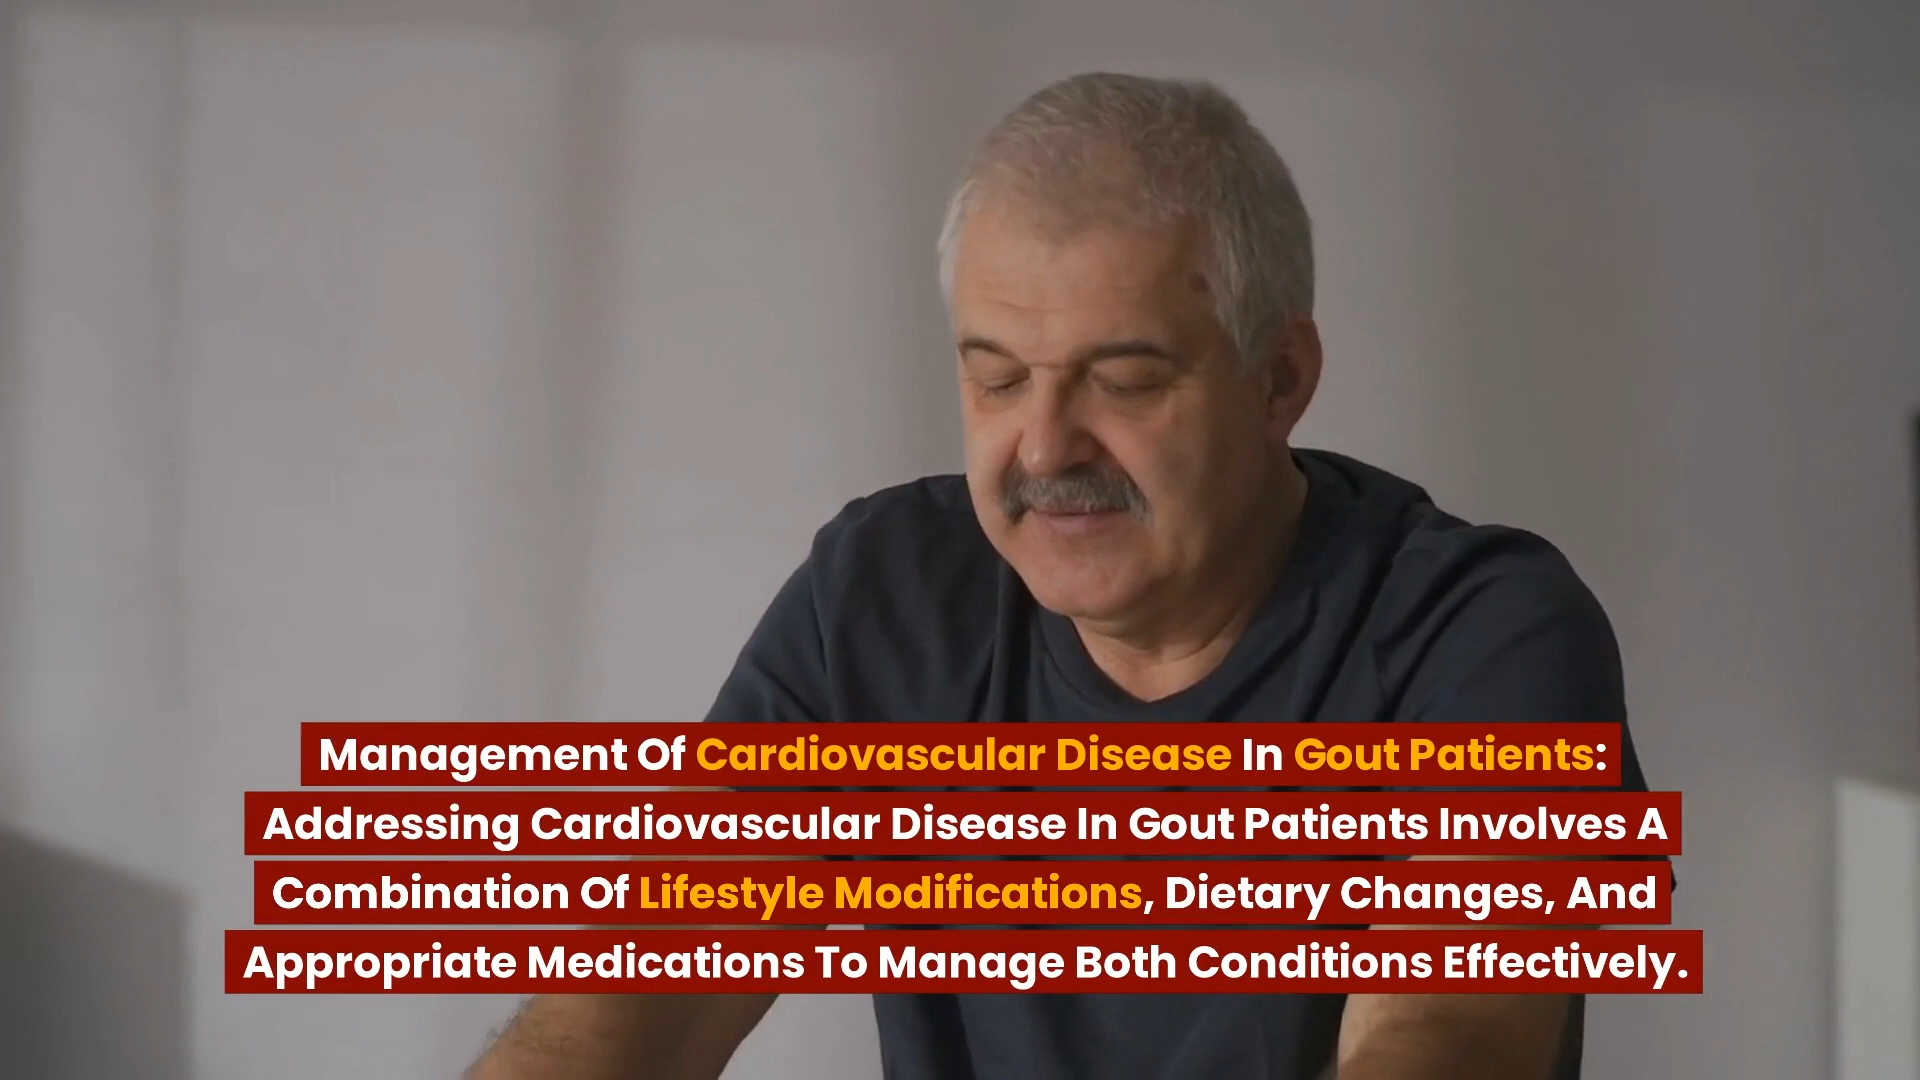 Management Of Cardiovascular Disease In Gout Patients:
Addressing Cardiovascular Disease In Gout Patients Involves A
Combination Of Lifestyle Modifications, Dietary Changes, And
Appropriate Medications To Manage Both Conditions Effectively.